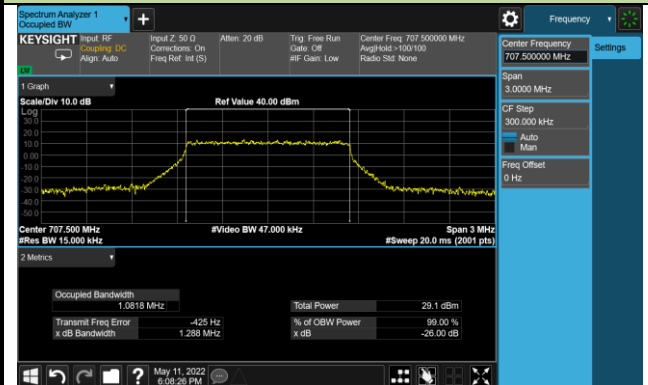 Spectrum Analyzer 1
Occupied BW
Frequency
KEYSIGHT
Input: RF
Coupling: DC
Align: Auto
Input Z: 50 Ω
Corrections: On
Freq Ref: Int (S)
Atten: 20 dB
Trig: Free Run
Gate: Off
#IF Gain: Low
Center Freq: 707.500000 MHz
Avg|Hold:>100/100
Radio Std: None
Center Frequency
707.500000 MHz
Settings
Span
3.0000 MHz
CF Step
300.000 kHz
Auto
Man
Freq Offset
0 Hz
1 Graph
Scale/Div 10.0 dB
Ref Value 40.00 dBm
Log
30.0
20.0
10.0
0.00
-10.0
-20.0
-30.0
-40.0
-50.0
Center 707.500 MHz
#Video BW 47.000 kHz
Span 3 MHz
#Res BW 15.000 kHz
#Sweep 20.0 ms (2001 pts)
2 Metrics
Occupied Bandwidth
1.0818 MHz
Total Power
29.1 dBm
Transmit Freq Error
-425 Hz
% of OBW Power
99.00 %
x dB Bandwidth
1.288 MHz
x dB
-26.00 dB
May 11, 2022
6:08:26 PM